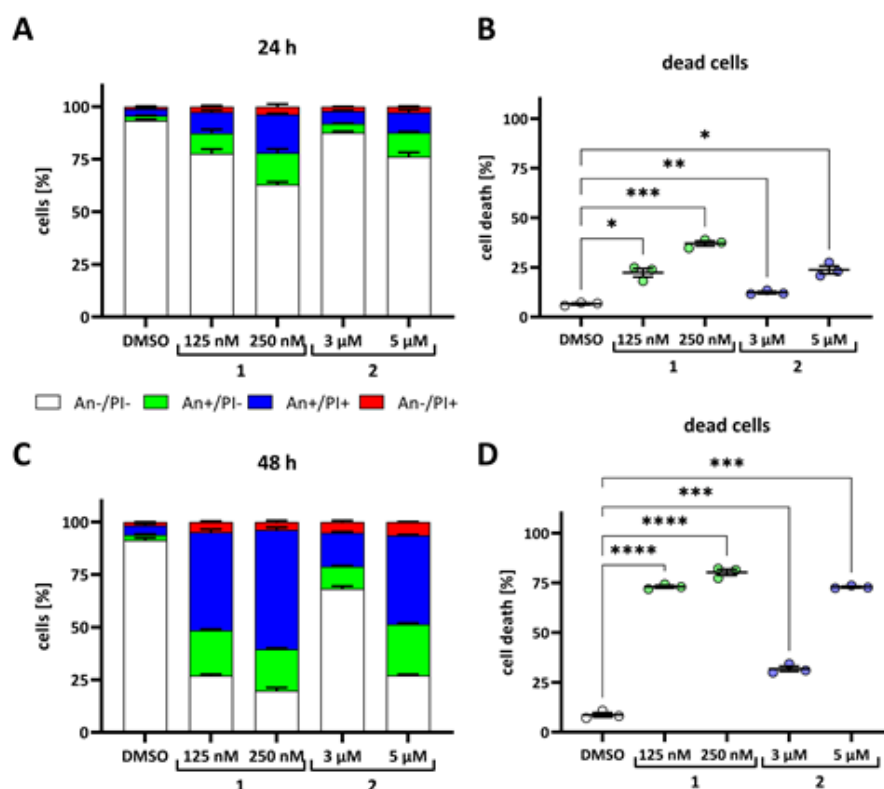 A
24 h
cells [%]
100
75
50
25
0
DMSO
125 nM
250 nM
3 µM
5 µM
1
2
B
dead cells
cell death [%]
100
75
50
25
0
*
**
***
*
DMSO
125 nM
250 nM
3 µM
5 µM
1
2
An-/PI-
An+/PI-
An+/PI+
An-/PI+
C
48 h
cells [%]
100
75
50
25
0
DMSO
125 nM
250 nM
3 µM
5 µM
1
2
D
dead cells
cell death [%]
100
75
50
25
0
***
***
****
****
DMSO
125 nM
250 nM
3 µM
5 µM
1
2